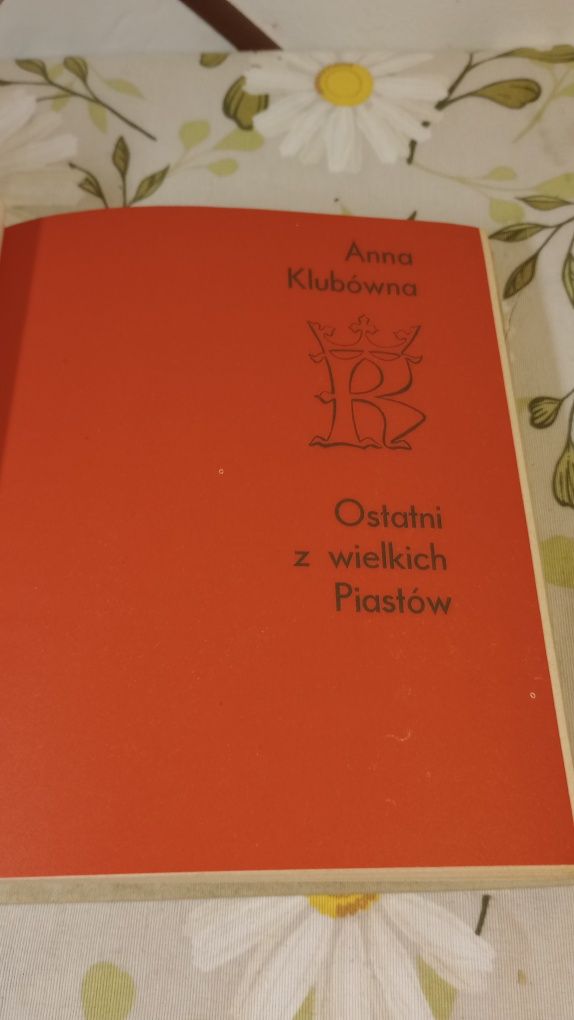 Anna
Klubówna
K
Ostatni
z wielkich
Piastów